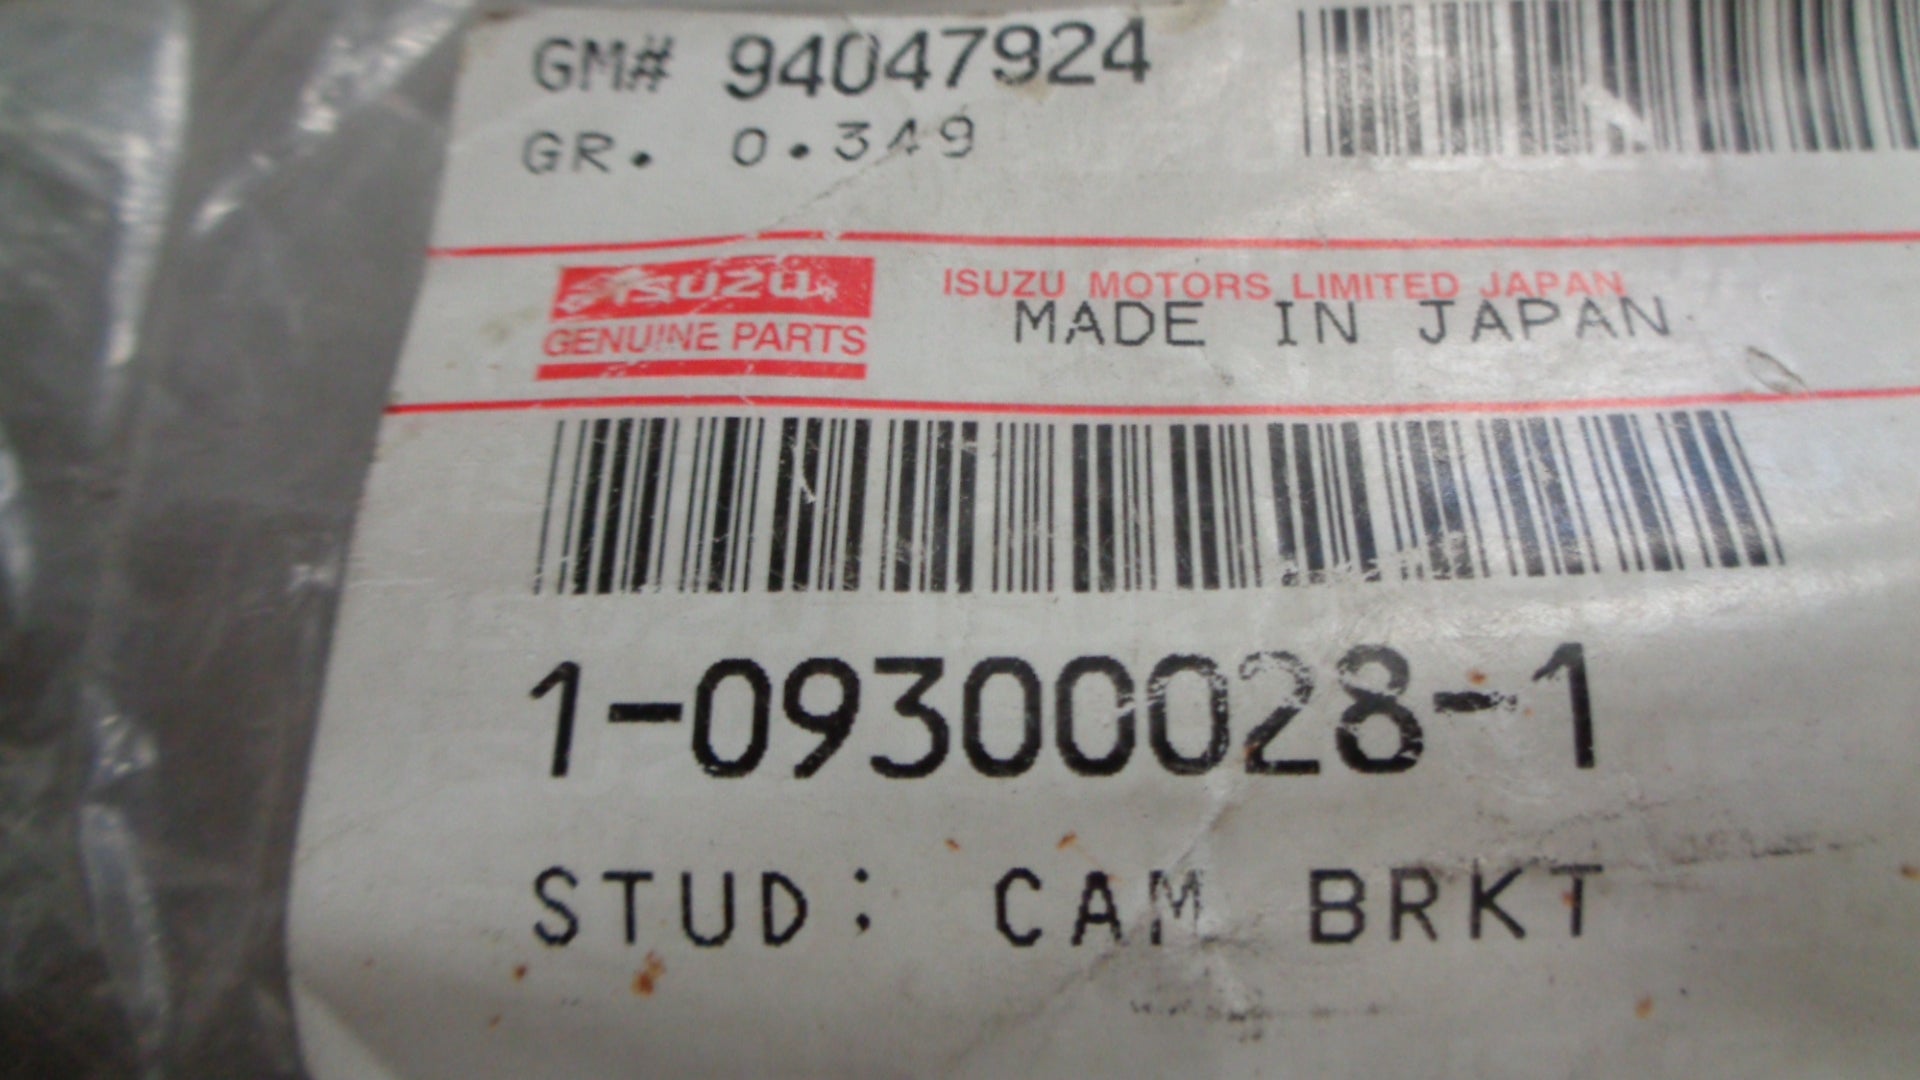 GM# 94047924
GR. 0.349
ISUZU
GENUINE PARTS
ISUZU MOTORS LIMITED JAPAN
MADE IN JAPAN
1-09300028-1
STUD; CAM BRKT